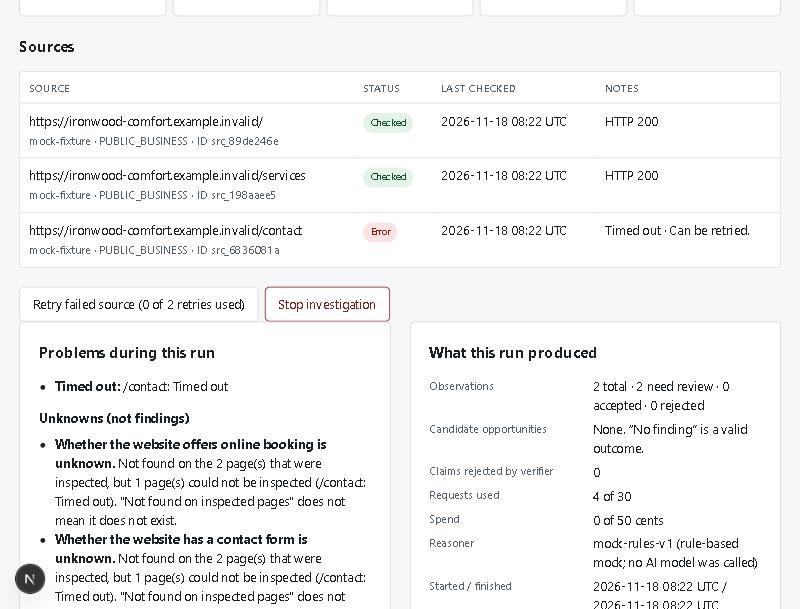 Sources
SOURCE STATUS LAST CHECKED NOTES
https://ironwood-comfort.example.invalid/ Checked 2026-11-18 08:22 UTC HTTP 200
mock-fixture · PUBLIC_BUSINESS · ID src_89de246e
https://ironwood-comfort.example.invalid/services Checked 2026-11-18 08:22 UTC HTTP 200
mock-fixture · PUBLIC_BUSINESS · ID src_198aaee5
https://ironwood-comfort.example.invalid/contact Error 2026-11-18 08:22 UTC Timed out · Can be retried.
mock-fixture · PUBLIC_BUSINESS · ID src_6836081a
Retry failed source (0 of 2 retries used) Stop investigation
Problems during this run
• Timed out: /contact: Timed out
Unknowns (not findings)
• Whether the website offers online booking is
unknown. Not found on the 2 page(s) that were
inspected, but 1 page(s) could not be inspected (/contact:
Timed out). "Not found on inspected pages" does not
mean it does not exist.
• Whether the website has a contact form is
unknown. Not found on the 2 page(s) that were
inspected, but 1 page(s) could not be inspected (/contact:
Timed out). "Not found on inspected pages" does not
N
What this run produced
Observations 2 total · 2 need review · 0
accepted · 0 rejected
Candidate opportunities None. "No finding" is a valid
outcome.
Claims rejected by verifier 0
Requests used 4 of 30
Spend 0 of 50 cents
Reasoner mock-rules-v1 (rule-based
mock; no AI model was called)
Started / finished 2026-11-18 08:22 UTC /
2026-11-18 08:22 UTC